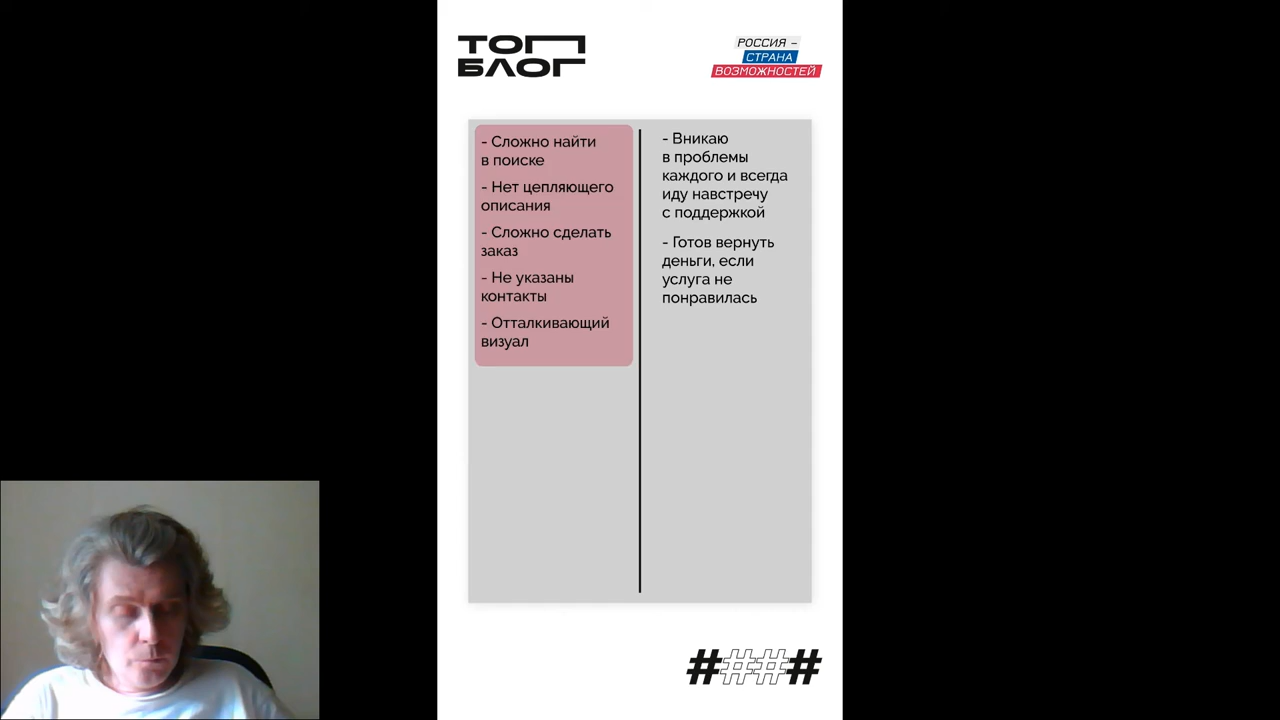 ТОП
БЛОГ
РОССИЯ –
СТРАНА
ВОЗМОЖНОСТЕЙ
- Сложно найти
в поиске
- Нет цепляющего
описания
- Сложно сделать
заказ
- Не указаны
контакты
- Отталкивающий
визуал
- Вникаю
в проблемы
каждого и всегда
иду навстречу
с поддержкой
- Готов вернуть
деньги, если
услуга не
понравилась
####